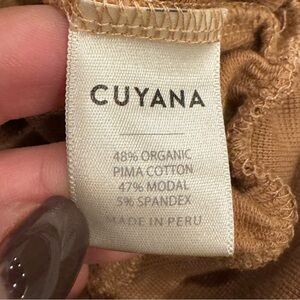 CUYANA
48% ORGANIC
PIMA COTTON
47% MODAL
5% SPANDEX
MADE IN PERU